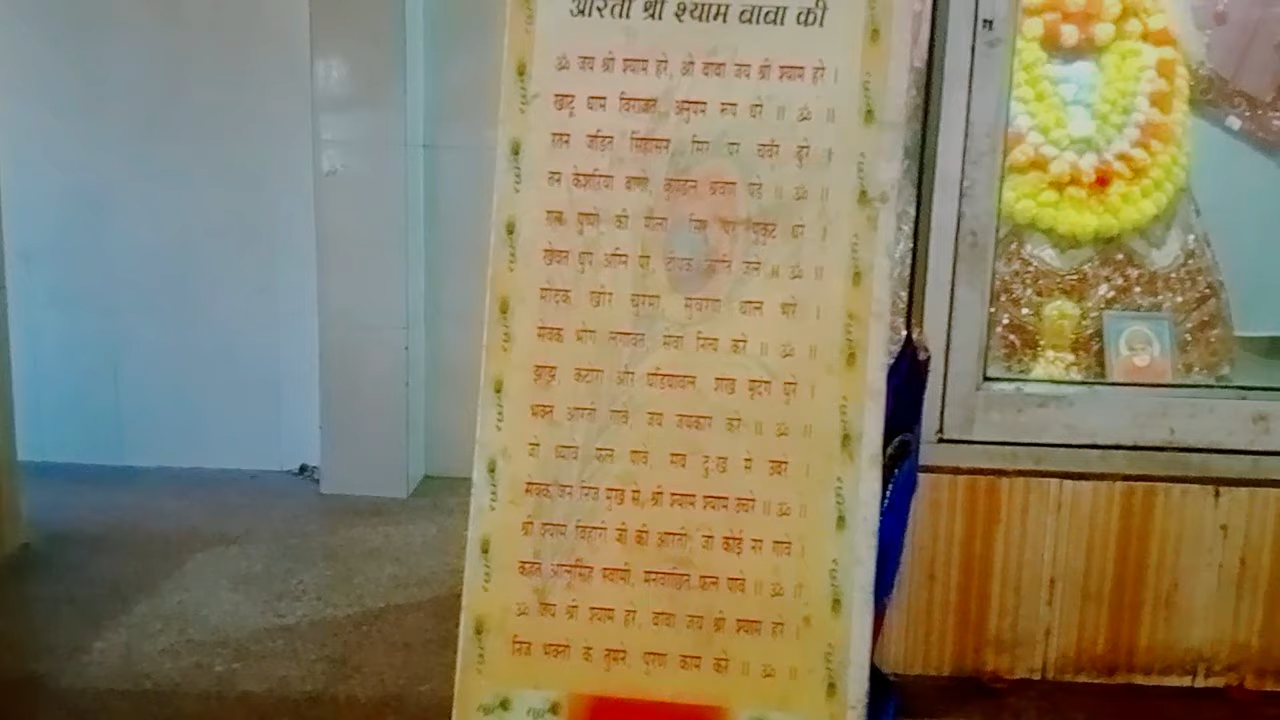 आरती श्री श्याम बाबा की
ॐ जय श्री श्याम हरे, ओ बाबा जय श्री श्याम हरे ।
खाटू धाम विराजत, अनुपम रूप धरे ॥ ॐ ॥
रतन जड़ित सिंहासन, सिर पर चवँर ढुरे ।
तन केशरिया बागो, कुण्डल श्रवण पड़े ॥ ॐ ॥
गल पुष्पों की माला, सिर पर मुकुट धरे ।
खेवत धुप अग्नि पर, दीपक ज्योति जले ॥ ॐ ॥
मोदक खीर चुरमा, सुवरण थाल भरे ।
सेवक भोग लगावत, सेवा नित्य करें ॥ ॐ ॥
झांझ, कटोरा और घड़ियावल, शंख मृदंग धुरे ।
भक्त आरती गावे, जय जयकार करे ॥ ॐ ॥
जो ध्यावे फल पावे, सब दुःख से उबरे ।
सेवक जन निज मुख से, श्री श्याम श्याम उचरे ॥ ॐ ॥
श्री श्याम विहारी जी की आरती, जो कोई नर गावे ।
कहत आलुसिंह स्वामी, मनवांछित फल पावे ॥ ॐ ॥
ॐ जय श्री श्याम हरे, बाबा जय श्री श्याम हरे ।
निज भक्तों के तुमने, पुरण काम करे ॥ ॐ ॥